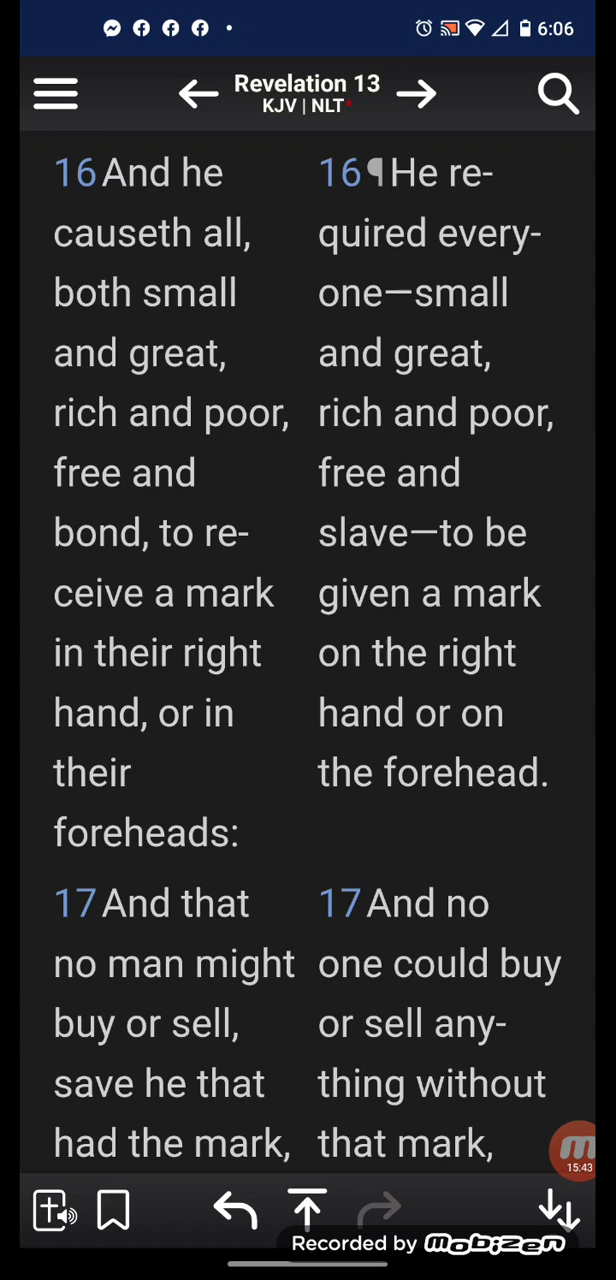 6:06
Revelation 13
KJV | NLT*
16 And he
causeth all,
both small
and great,
rich and poor,
free and
bond, to re-
ceive a mark
in their right
hand, or in
their
foreheads:
17 And that
no man might
buy or sell,
save he that
had the mark,
16 ¶He re-
quired every-
one—small
and great,
rich and poor,
free and
slave—to be
given a mark
on the right
hand or on
the forehead.
17 And no
one could buy
or sell any-
thing without
that mark,
15:43
Recorded by mobizen